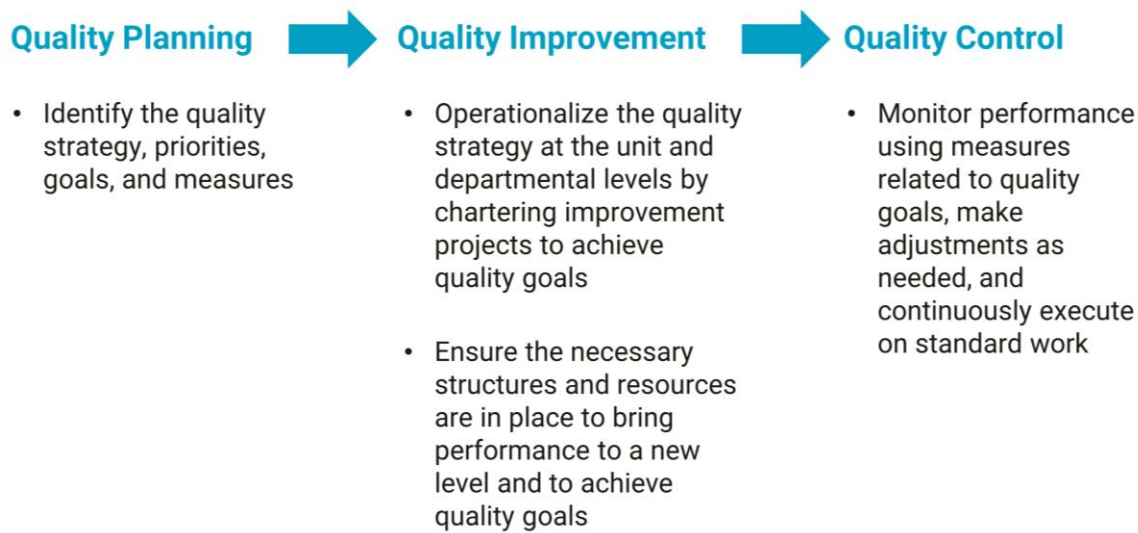 Quality Planning
Quality Improvement
Quality Control
• Identify the quality
strategy, priorities,
goals, and measures
• Operationalize the quality
strategy at the unit and
departmental levels by
chartering improvement
projects to achieve
quality goals
• Ensure the necessary
structures and resources
are in place to bring
performance to a new
level and to achieve
quality goals
• Monitor performance
using measures
related to quality
goals, make
adjustments as
needed, and
continuously execute
on standard work